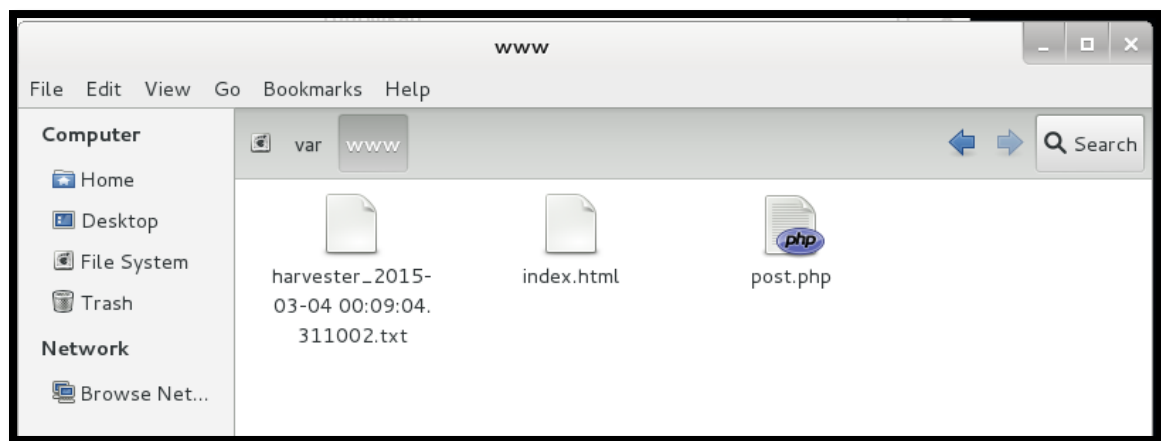 www
File Edit View Go Bookmarks Help
Computer
Home
Desktop
File System
Trash
Network
Browse Net...
var www
Search
harvester_2015-
03-04 00:09:04.
311002.txt
index.html
php
post.php